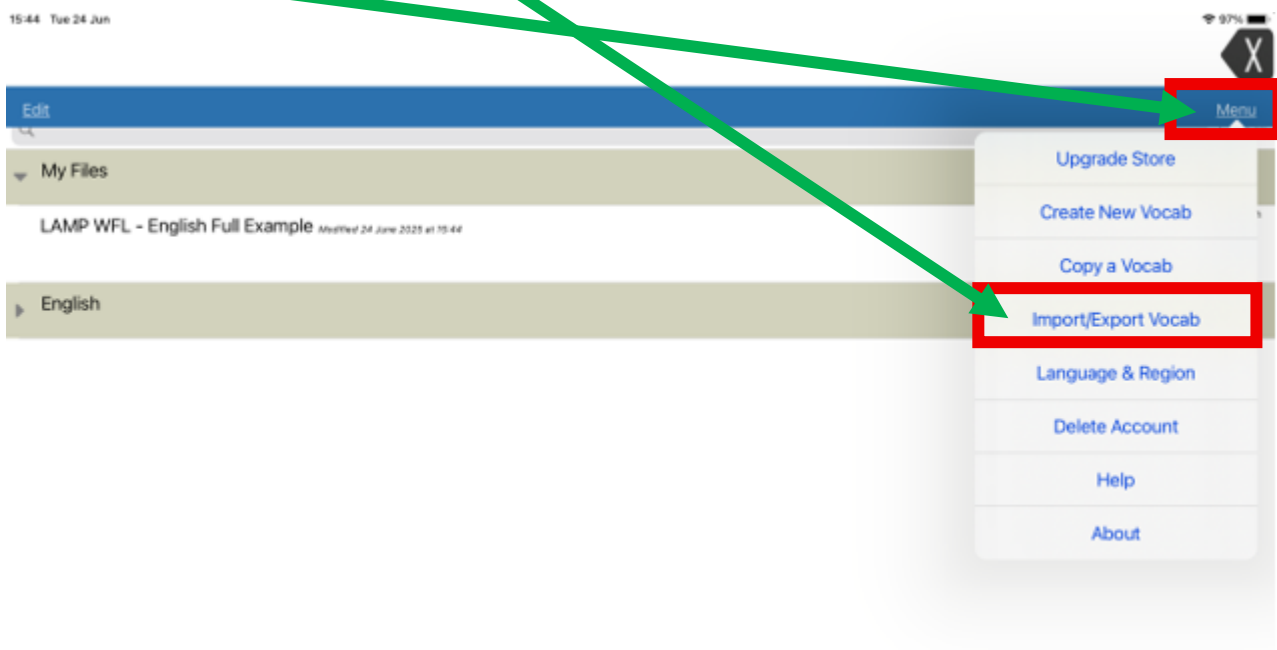 15:44 Tue 24 Jun
97%
X
Edit
Menu
My Files
LAMP WFL - English Full Example Modified 24 June 2025 at 15:44
English
Upgrade Store
Create New Vocab
Copy a Vocab
Import/Export Vocab
Language & Region
Delete Account
Help
About